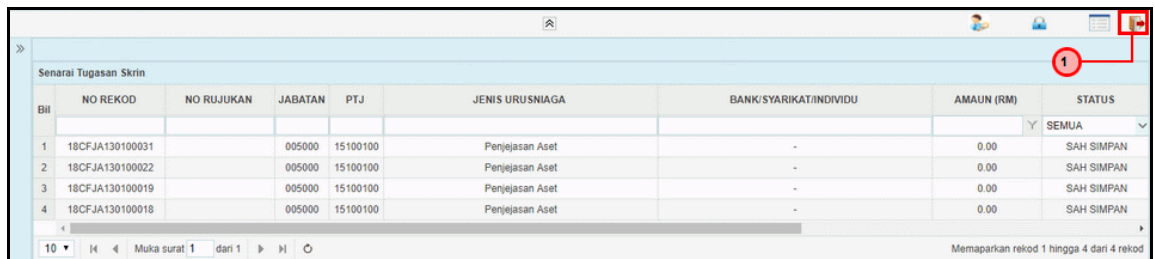 1
Senarai Tugasan Skrin
Bil NO REKOD NO RUJUKAN JABATAN PTJ JENIS URUSNIAGA BANK/SYARIKAT/INDIVIDU AMAUN (RM) STATUS
SEMUA
1 18CFJA130100031 005000 15100100 Penjejasan Aset - 0.00 SAH SIMPAN
2 18CFJA130100022 005000 15100100 Penjejasan Aset - 0.00 SAH SIMPAN
3 18CFJA130100019 005000 15100100 Penjejasan Aset - 0.00 SAH SIMPAN
4 18CFJA130100018 005000 15100100 Penjejasan Aset - 0.00 SAH SIMPAN
10 Muka surat 1 dari 1 Memaparkan rekod 1 hingga 4 dari 4 rekod